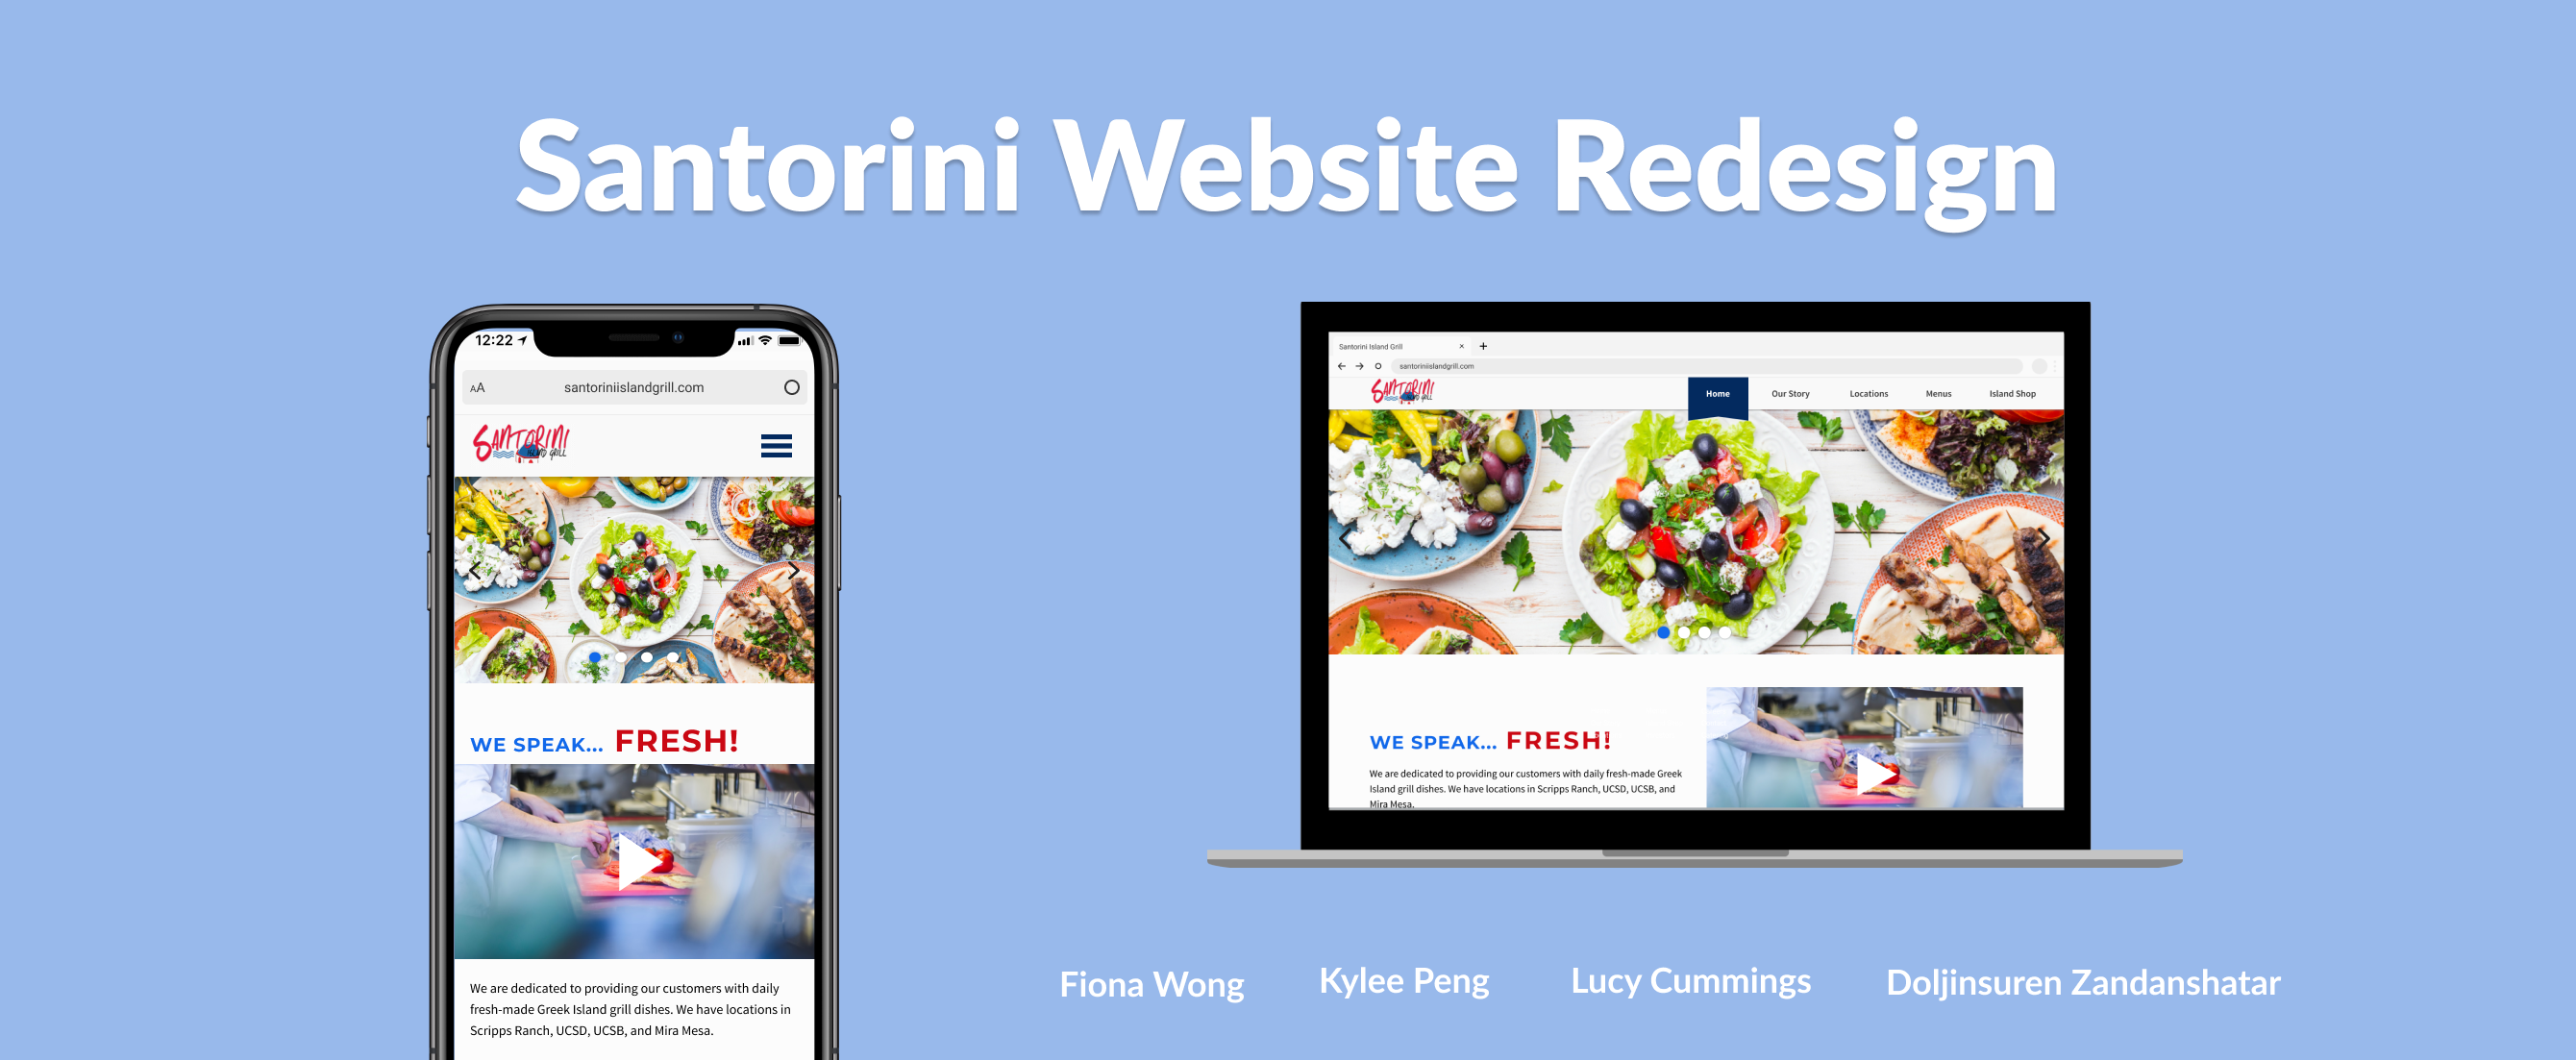 Santorini Website Redesign
12:22
AA
santoriniislandgrill.com
SANTORINI
ISLAND GRILL
WE SPEAK... FRESH!
We are dedicated to providing our customers with daily
fresh-made Greek Island grill dishes. We have locations in
Scripps Ranch, UCSD, UCSB, and Mira Mesa.
Santorini Island Grill
santoriniislandgrill.com
SANTORINI
ISLAND GRILL
Home Our Story Locations Menus Island Shop
WE SPEAK... FRESH!
We are dedicated to providing our customers with daily fresh-made Greek
Island grill dishes. We have locations in Scripps Ranch, UCSD, UCSB, and
Mira Mesa.
Fiona Wong Kylee Peng Lucy Cummings Doljinsuren Zandanshatar